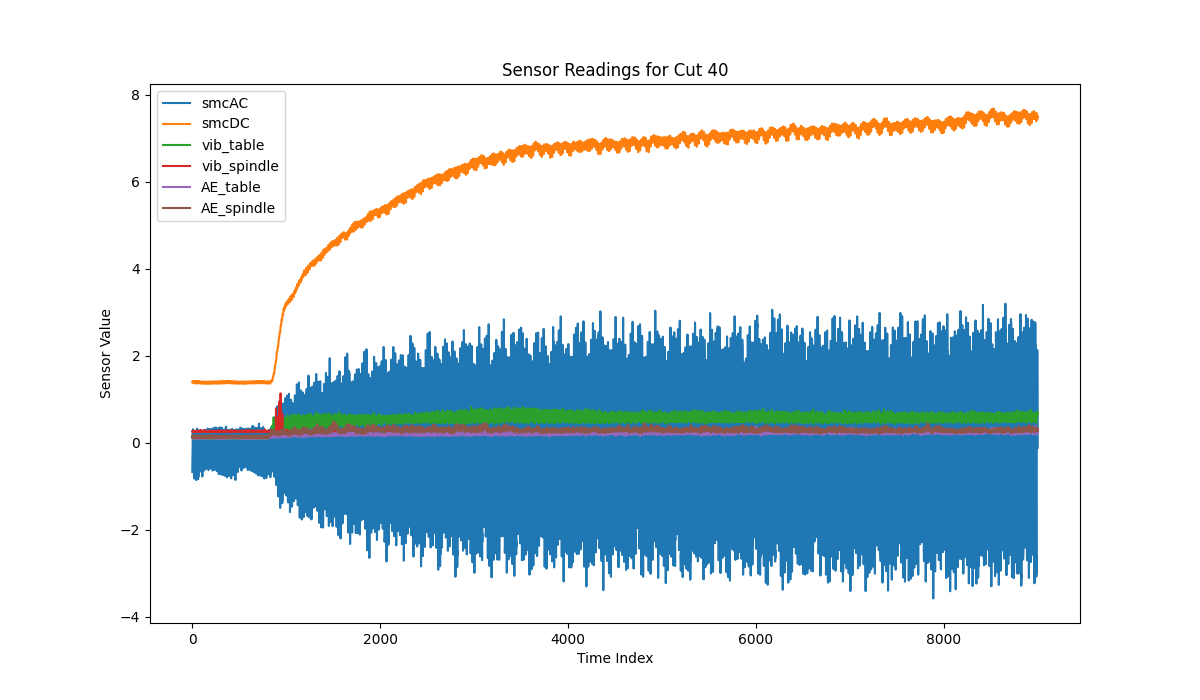 Sensor Readings for Cut 40
8
6
4
2
0
−2
−4
Sensor Value
smcAC
smcDC
vib_table
vib_spindle
AE_table
AE_spindle
0
2000
4000
6000
8000
Time Index